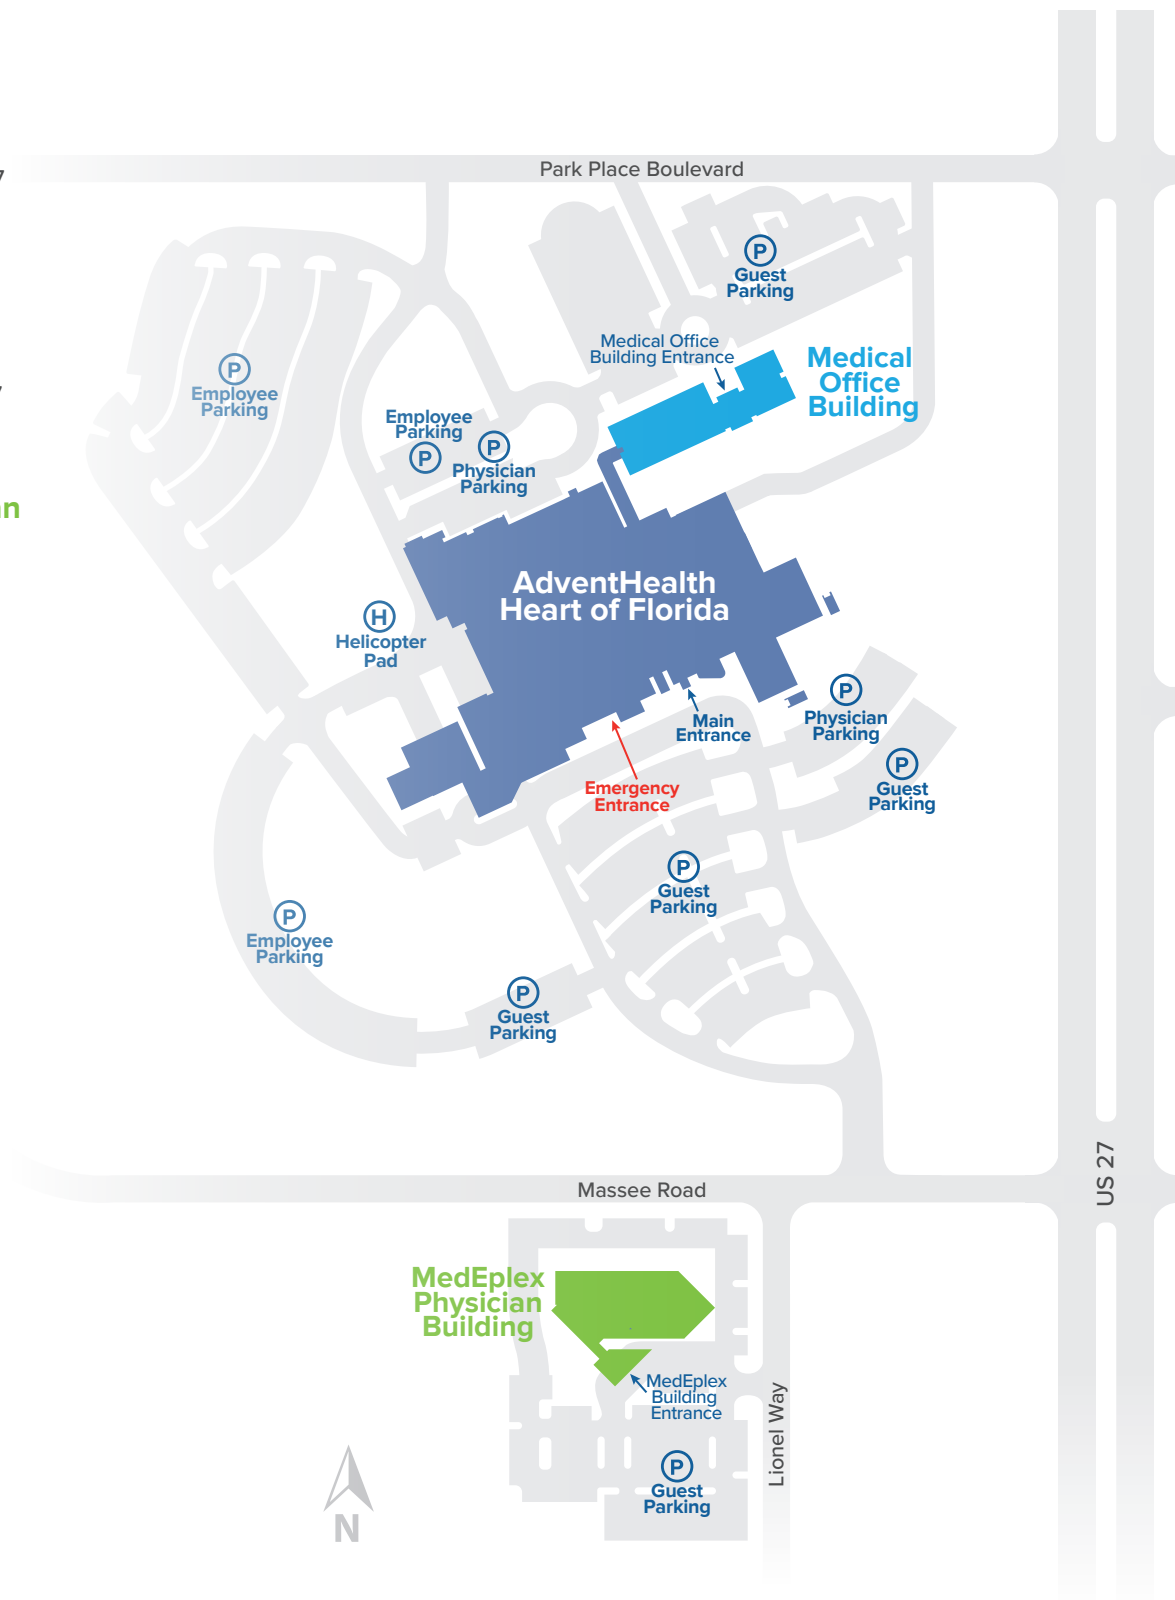 Park Place Boulevard
P
Guest
Parking
Medical Office
Building Entrance
Medical
Office
Building
P
Employee
Parking
Employee
Parking
P
P
Physician
Parking
an
AdventHealth
Heart of Florida
H
Helicopter
Pad
P
Physician
Parking
Main
Entrance
P
Guest
Parking
Emergency
Entrance
P
Guest
Parking
P
Employee
Parking
P
Guest
Parking
US 27
Massee Road
MedEplex
Physician
Building
MedEplex
Building
Entrance
Lionel Way
P
Guest
Parking
N